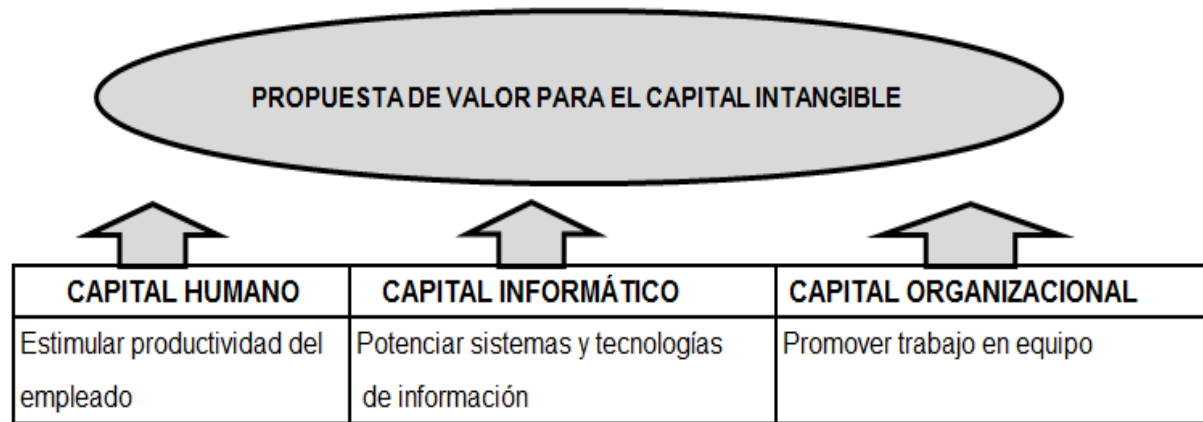 PROPUESTA DE VALOR PARA EL CAPITAL INTANGIBLE
CAPITAL HUMANO
CAPITAL INFORMÁTICO
CAPITAL ORGANIZACIONAL
Estimular productividad del
empleado
Potenciar sistemas y tecnologías
de información
Promover trabajo en equipo